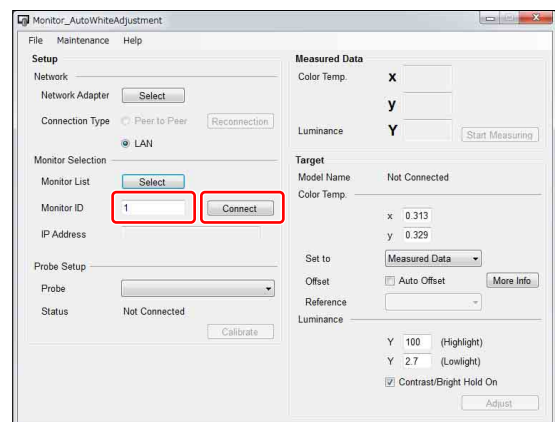 Monitor_AutoWhiteAdjustment
File Maintenance Help
Setup
Network
Network Adapter Select
Connection Type Peer to Peer Reconnection
LAN
Monitor Selection
Monitor List Select
Monitor ID 1 Connect
IP Address
Probe Setup
Probe
Status Not Connected
Calibrate
Measured Data
Color Temp. x
y
Luminance Y Start Measuring
Target
Model Name Not Connected
Color Temp.
x 0.313
y 0.329
Set to Measured Data
Offset Auto Offset More Info
Reference
Luminance
Y 100 (Highlight)
Y 2.7 (Lowlight)
Contrast/Bright Hold On
Adjust